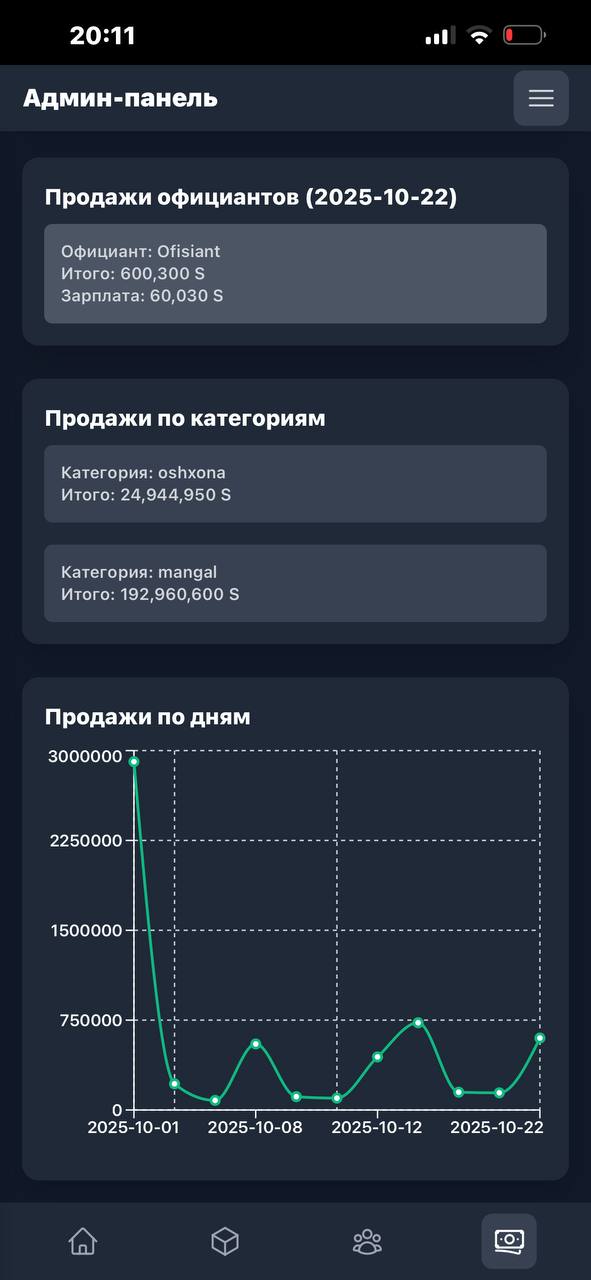 20:11
Админ-панель
Продажи официантов (2025-10-22)
Официант: Ofisiant
Итого: 600,300 S
Зарплата: 60,030 S
Продажи по категориям
Категория: oshxona
Итого: 24,944,950 S
Категория: mangal
Итого: 192,960,600 S
Продажи по дням
3000000
2250000
1500000
750000
0
2025-10-01 2025-10-08 2025-10-12 2025-10-22